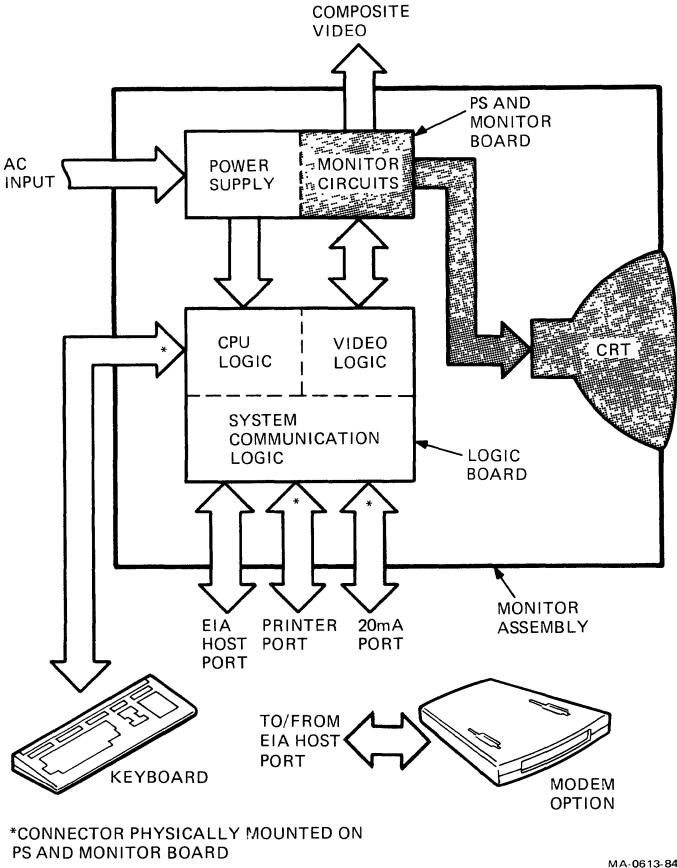 COMPOSITE
VIDEO
PS AND
MONITOR
BOARD
AC
INPUT
POWER
SUPPLY
MONITOR
CIRCUITS
*
CPU
LOGIC
VIDEO
LOGIC
CRT
SYSTEM
COMMUNICATION
LOGIC
LOGIC
BOARD
*
*
EIA
HOST
PORT
PRINTER
PORT
20mA
PORT
MONITOR
ASSEMBLY
KEYBOARD
TO/FROM
EIA HOST
PORT
MODEM
OPTION
*CONNECTOR PHYSICALLY MOUNTED ON
PS AND MONITOR BOARD
MA-0613-84